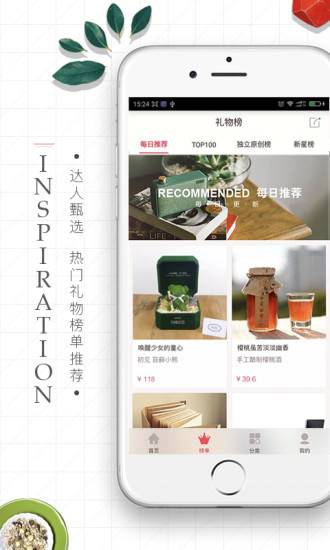 INSPIRATION
达人甄选 热门礼物榜单推荐
15:24
礼物榜
每日推荐 TOP100 独立原创榜 新星榜
RECOMMENDED 每日推荐
每 日 更 新
LIFE
唤醒少女的童心
初见 苔藓小熊
¥ 118
樱桃虽苦淡淡幽香
手工酿制樱桃酒
¥ 39.6
首页 榜单 分类 我的